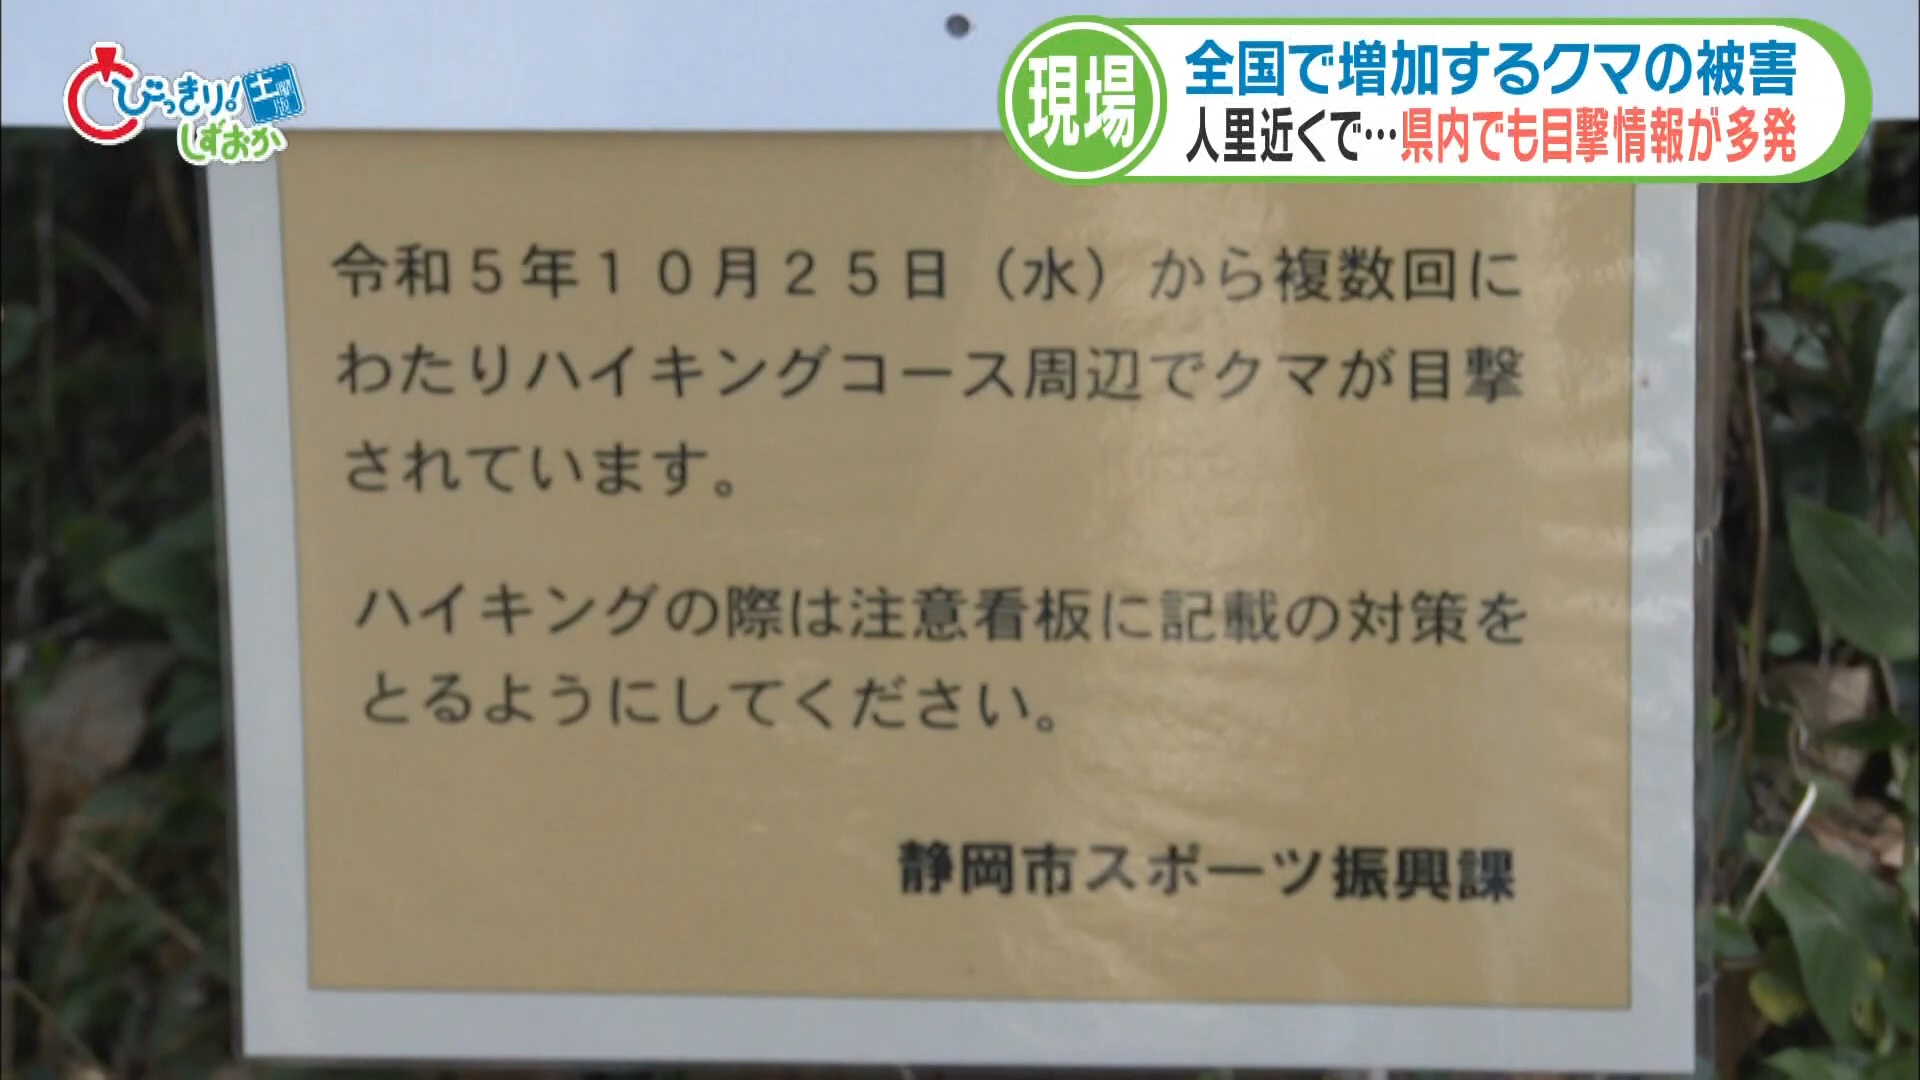 とびっきり!
しずおか
土曜版
現場
全国で増加するクマの被害
人里近くで…県内でも目撃情報が多発
令和5年10月25日(水)から複数回に
わたりハイキングコース周辺でクマが目撃
されています。
ハイキングの際は注意看板に記載の対策を
とるようにしてください。
静岡市スポーツ振興課